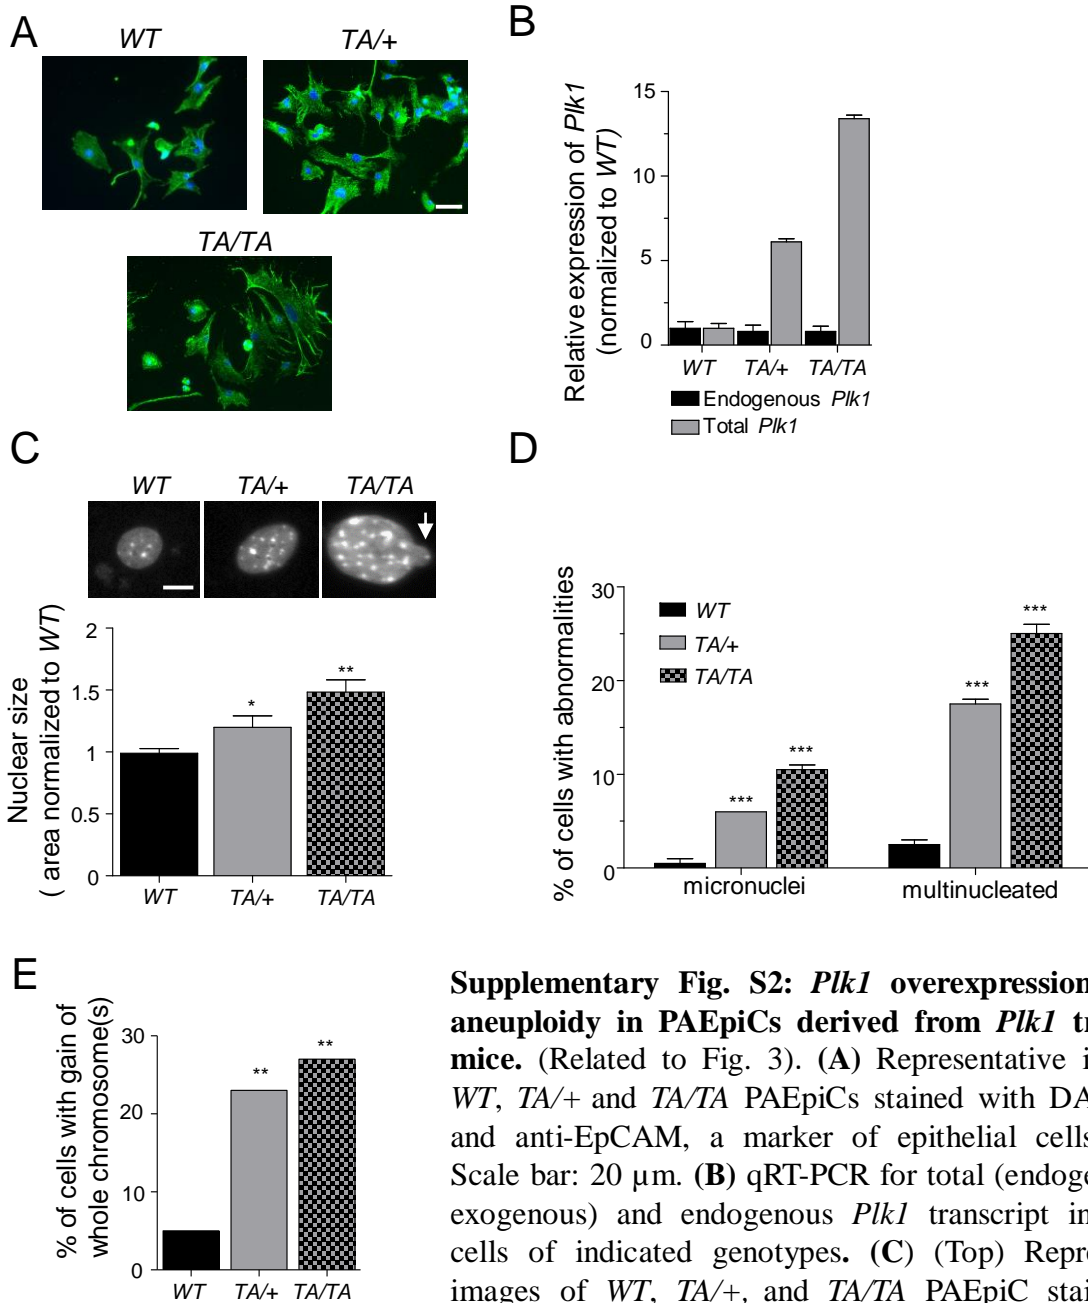 A
WT
TA/+
TA/TA
B
Relative expression of Plk1
(normalized to WT)
15
10
5
0
WT TA/+ TA/TA
Endogenous Plk1
Total Plk1
C
WT TA/+ TA/TA
Nuclear size
( area normalized to WT)
2
1.5
1
0.5
0
* **
WT TA/+ TA/TA
D
% of cells with abnormalities
30
20
10
0
WT
TA/+
TA/TA
*** *** *** ***
micronuclei multinucleated
E
% of cells with gain of
whole chromosome(s)
30
20
10
0
** **
WT TA/+ TA/TA
Supplementary Fig. S2: Plk1 overexpression
aneuploidy in PAEpiCs derived from Plk1
mice. (Related to Fig. 3). (A) Representative
WT, TA/+ and TA/TA PAEpiCs stained with
and anti-EpCAM, a marker of epithelial cells
Scale bar: 20 µm. (B) qRT-PCR for total
exogenous) and endogenous Plk1 transcript in
cells of indicated genotypes. (C) (Top)
images of WT, TA/+, and TA/TA PAEpiC